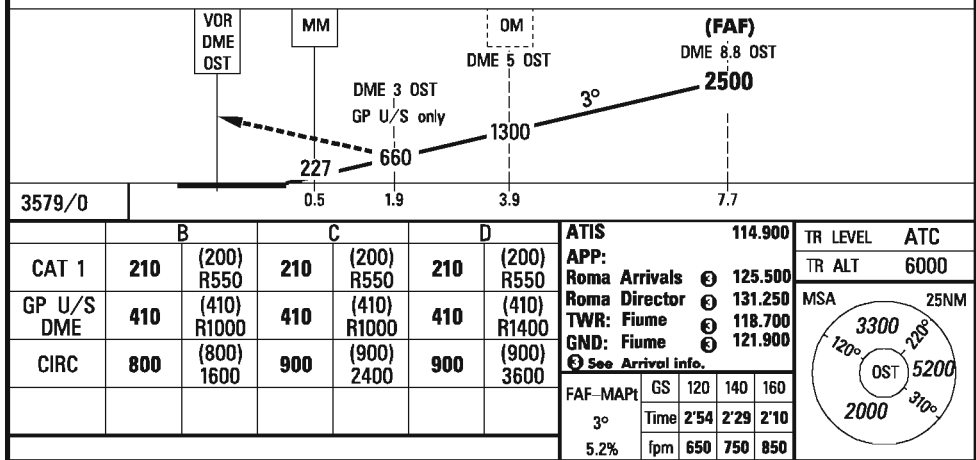 VOR DME OST
MM
OM
(FAF)
DME 5 OST
DME 8.8 OST
2500
DME 3 OST
GP U/S only
3°
1300
660
227
3579/0
0.5 1.9 3.9 7.7
B C D
CAT 1 210 (200) R550 210 (200) R550 210 (200) R550
GP U/S DME 410 (410) R1000 410 (410) R1000 410 (410) R1400
CIRC 800 (800) 1600 900 (900) 2400 900 (900) 3600
ATIS 114.900
APP:
Roma Arrivals ❸ 125.500
Roma Director ❸ 131.250
TWR: Fiume ❸ 118.700
GND: Fiume ❸ 121.900
❸ See Arrival info.
FAF-MAPt GS 120 140 160
3° Time 2'54 2'29 2'10
5.2% fpm 650 750 850
TR LEVEL ATC
TR ALT 6000
MSA 25NM
3300
120° 220°
OST 5200
2000 310°